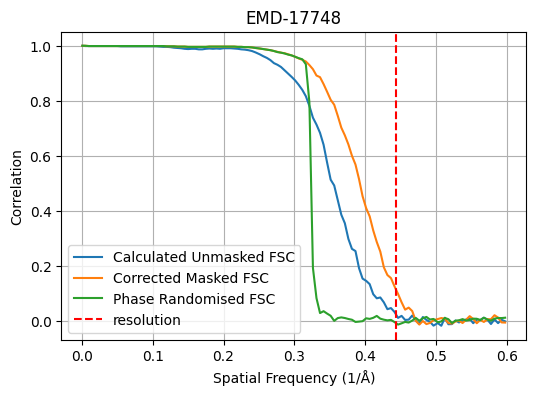 EMD-17748
1.0
0.8
0.6
0.4
0.2
0.0
Correlation
Calculated Unmasked FSC
Corrected Masked FSC
Phase Randomised FSC
resolution
0.0 0.1 0.2 0.3 0.4 0.5 0.6
Spatial Frequency (1/Å)